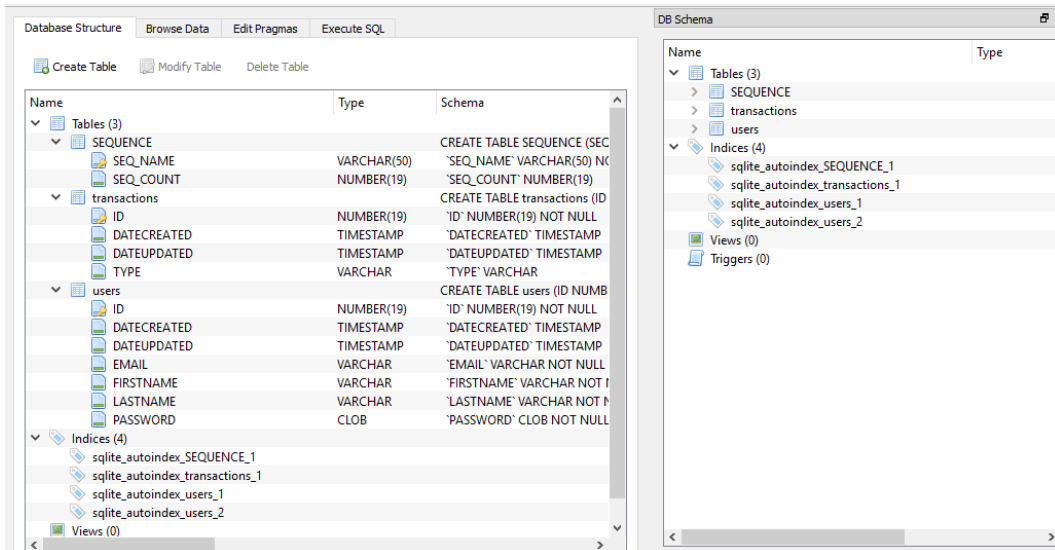 Database Structure Browse Data Edit Pragmas Execute SQL
Create Table Modify Table Delete Table
Name Type Schema
Tables (3)
SEQUENCE CREATE TABLE SEQUENCE (SEQ
SEQ_NAME VARCHAR(50) `SEQ_NAME` VARCHAR(50) NO
SEQ_COUNT NUMBER(19) `SEQ_COUNT` NUMBER(19)
transactions CREATE TABLE transactions (ID
ID NUMBER(19) `ID` NUMBER(19) NOT NULL
DATECREATED TIMESTAMP `DATECREATED` TIMESTAMP
DATEUPDATED TIMESTAMP `DATEUPDATED` TIMESTAMP
TYPE VARCHAR `TYPE` VARCHAR
users CREATE TABLE users (ID NUMB
ID NUMBER(19) `ID` NUMBER(19) NOT NULL
DATECREATED TIMESTAMP `DATECREATED` TIMESTAMP
DATEUPDATED TIMESTAMP `DATEUPDATED` TIMESTAMP
EMAIL VARCHAR `EMAIL` VARCHAR NOT NULL
FIRSTNAME VARCHAR `FIRSTNAME` VARCHAR NOT
LASTNAME VARCHAR `LASTNAME` VARCHAR NOT
PASSWORD CLOB `PASSWORD` CLOB NOT NULL
Indices (4)
sqlite_autoindex_SEQUENCE_1
sqlite_autoindex_transactions_1
sqlite_autoindex_users_1
sqlite_autoindex_users_2
Views (0)
DB Schema
Name Type
Tables (3)
SEQUENCE
transactions
users
Indices (4)
sqlite_autoindex_SEQUENCE_1
sqlite_autoindex_transactions_1
sqlite_autoindex_users_1
sqlite_autoindex_users_2
Views (0)
Triggers (0)